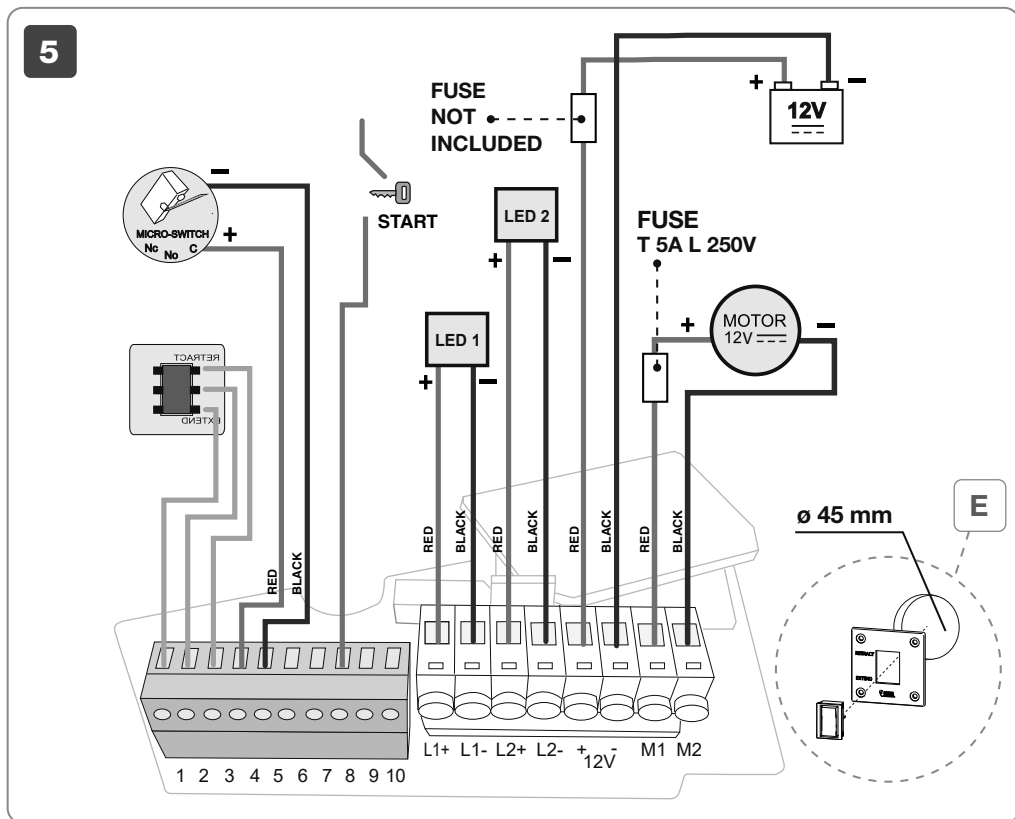 5
FUSE
NOT
INCLUDED
+ −
12V
−
MICRO-SWITCH
Nc No C
+
START
LED 2
+ −
FUSE
T 5A L 250V
LED 1
+ −
+ −
MOTOR
12V
RETRACT
EXTEND
RED
BLACK
RED
BLACK
RED
BLACK
RED
BLACK
RED
BLACK
E
ø 45 mm
RETRACT
EXTEND
L1+ L1- L2+ L2- + - M1 M2
12V
1 2 3 4 5 6 7 8 9 10